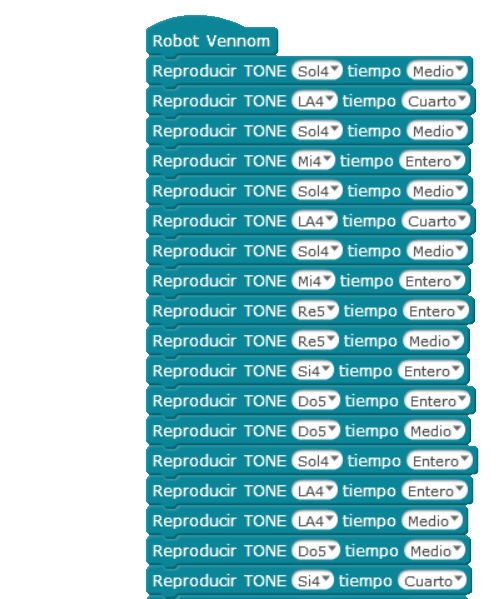 Robot Vennom
Reproducir TONE Sol4 tiempo Medio
Reproducir TONE LA4 tiempo Cuarto
Reproducir TONE Sol4 tiempo Medio
Reproducir TONE Mi4 tiempo Entero
Reproducir TONE Sol4 tiempo Medio
Reproducir TONE LA4 tiempo Cuarto
Reproducir TONE Sol4 tiempo Medio
Reproducir TONE Mi4 tiempo Entero
Reproducir TONE Re5 tiempo Entero
Reproducir TONE Re5 tiempo Medio
Reproducir TONE Si4 tiempo Entero
Reproducir TONE Do5 tiempo Entero
Reproducir TONE Do5 tiempo Medio
Reproducir TONE Sol4 tiempo Entero
Reproducir TONE LA4 tiempo Entero
Reproducir TONE LA4 tiempo Medio
Reproducir TONE Do5 tiempo Medio
Reproducir TONE Si4 tiempo Cuarto